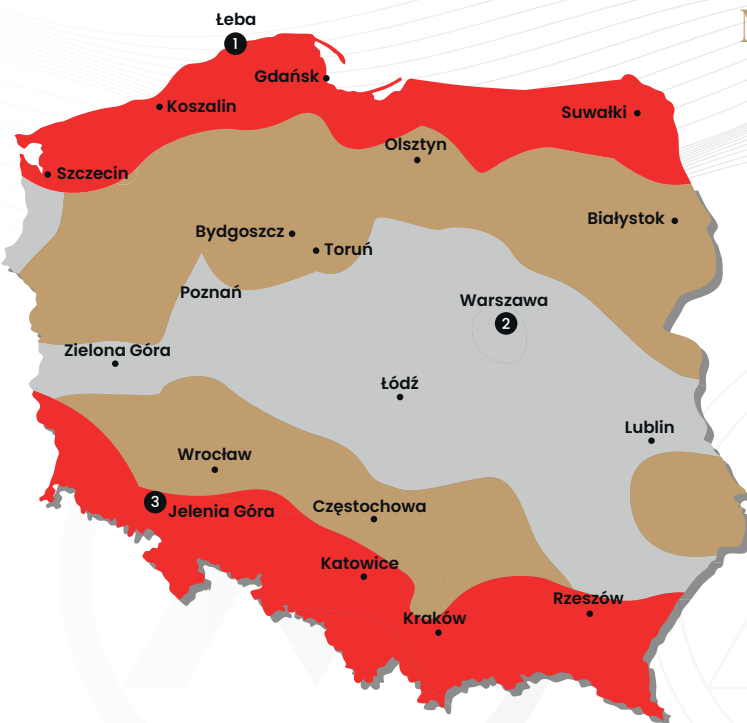 Łeba
1
Gdańsk
Koszalin
Suwałki
Olsztyn
Szczecin
Białystok
Bydgoszcz
Toruń
Poznań
Warszawa
2
Zielona Góra
Łódź
Lublin
Wrocław
3
Jelenia Góra
Częstochowa
Katowice
Rzeszów
Kraków